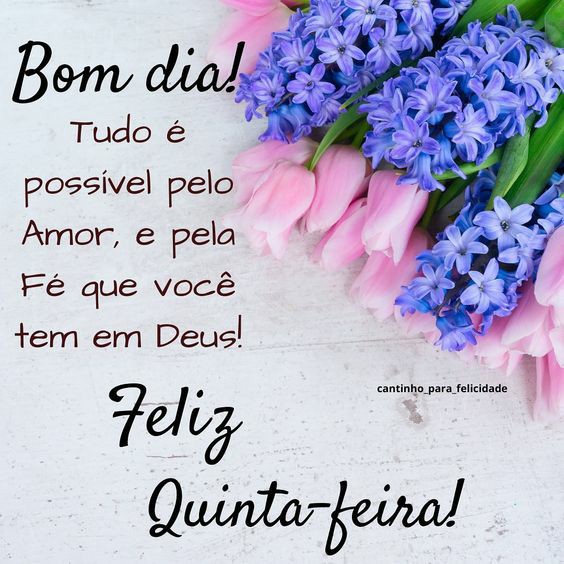 Bom dia!
Tudo é
possível pelo
Amor, e pela
Fé que você
tem em Deus!
cantinho_para_felicidade
Feliz
Quinta-feira!